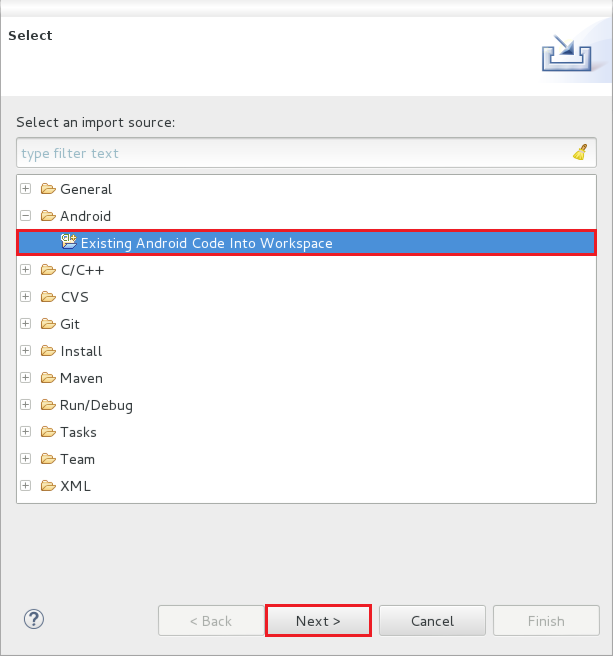 Select
Select an import source:
type filter text
General
Android
Existing Android Code Into Workspace
C/C++
CVS
Git
Install
Maven
Run/Debug
Tasks
Team
XML
?
< Back
Next >
Cancel
Finish